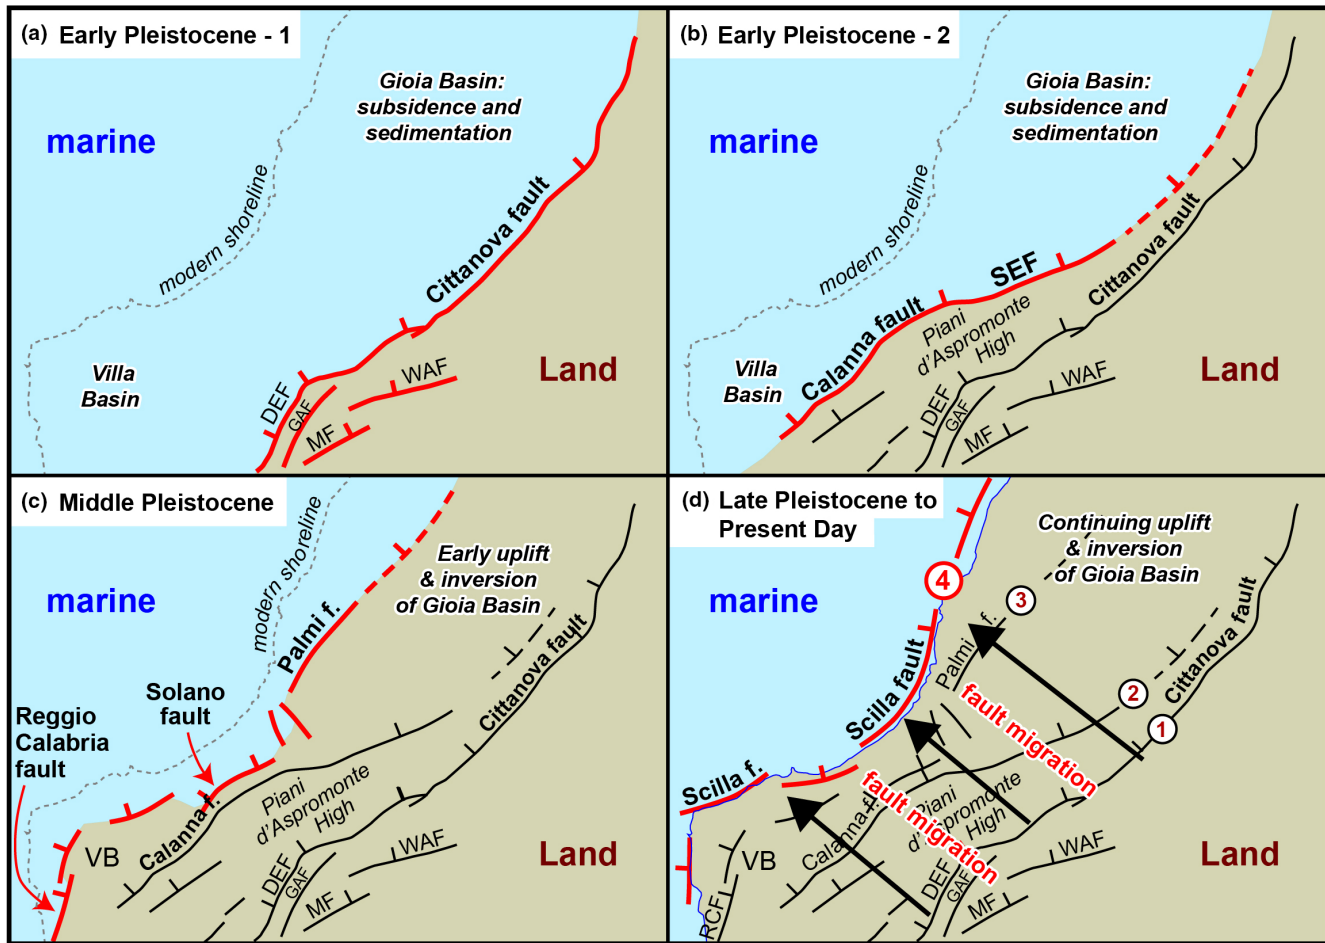 (a) Early Pleistocene - 1
Gioia Basin:
subsidence and
sedimentation
marine
modern shoreline
Cittanova fault
Villa
Basin
DEF
GAF
WAF
MF
Land
(b) Early Pleistocene - 2
Gioia Basin:
subsidence and
sedimentation
marine
modern shoreline
SEF
Cittanova fault
Calanna fault
Piani
d'Aspromonte
High
Villa
Basin
DEF
GAF
WAF
MF
Land
(c) Middle Pleistocene
modern shoreline
Early uplift
& inversion
of Gioia Basin
marine
Palmi f.
Solano
fault
Reggio
Calabria
fault
Cittanova fault
Calanna f.
Piani
d'Aspromonte
High
VB
DEF
GAF
WAF
MF
Land
(d) Late Pleistocene to
Present Day
Continuing uplift
& inversion
of Gioia Basin
marine
4
3
Palmi f.
2
1
Cittanova fault
Scilla fault
fault migration
Scilla f.
fault migration
Piani
d'Aspromonte
High
Calanna f.
VB
RCF
DEF
GAF
WAF
MF
Land